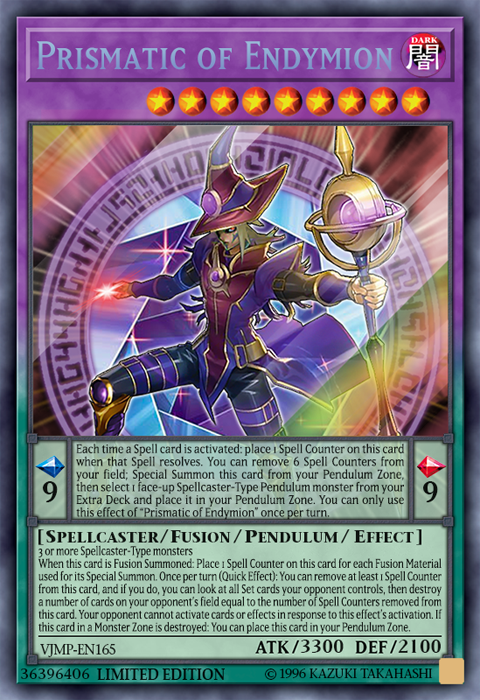 PRISMATIC OF ENDYMION
DARK
闇
Each time a Spell card is activated: place 1 Spell Counter on this card
when that Spell resolves. You can remove 6 Spell Counters from
your field; Special Summon this card from your Pendulum Zone,
then select 1 face-up Spellcaster-Type Pendulum monster from your
Extra Deck and place it in your Pendulum Zone. You can only use
this effect of "Prismatic of Endymion" once per turn.
9
9
[ SPELLCASTER / FUSION / PENDULUM / EFFECT ]
3 or more Spellcaster-Type monsters
When this card is Fusion Summoned: Place 1 Spell Counter on this card for each Fusion Material
used for its Special Summon. Once per turn (Quick Effect): You can remove at least 1 Spell Counter
from this card, and if you do, you can look at all Set cards your opponent controls, then destroy
a number of cards on your opponent's field equal to the number of Spell Counters removed from
this card. Your opponent cannot activate cards or effects in response to this effect's activation. If
this card in a Monster Zone is destroyed: You can place this card in your Pendulum Zone.
VJMP-EN165
ATK/3300 DEF/2100
36396406 LIMITED EDITION
© 1996 KAZUKI TAKAHASHI